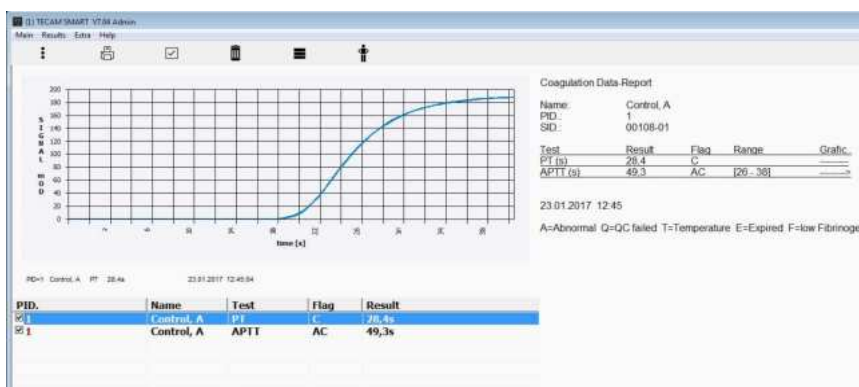 (1) TECAM SMART V7.04 Admin
Main Results Extra Help
200
180
160
140
120
100
80
60
40
20
0
SIGNAL mOD
time [s]
Coagulation Data-Report
Name: Control, A
PID.: 1
SID.: 00108-01
Test Result Flag Range Grafic..
PT (s) 28,4 C
APTT (s) 49,3 AC [26 - 38] -------->
23.01.2017 12:45
A=Abnormal Q=QC failed T=Temperature E=Expired F=low Fibrinoge
PID=1 Control, A PT 28.4s 23.01.2017 12:45:04
PID. Name Test Flag Result
1 Control, A PT C 28,4s
1 Control, A APTT AC 49,3s